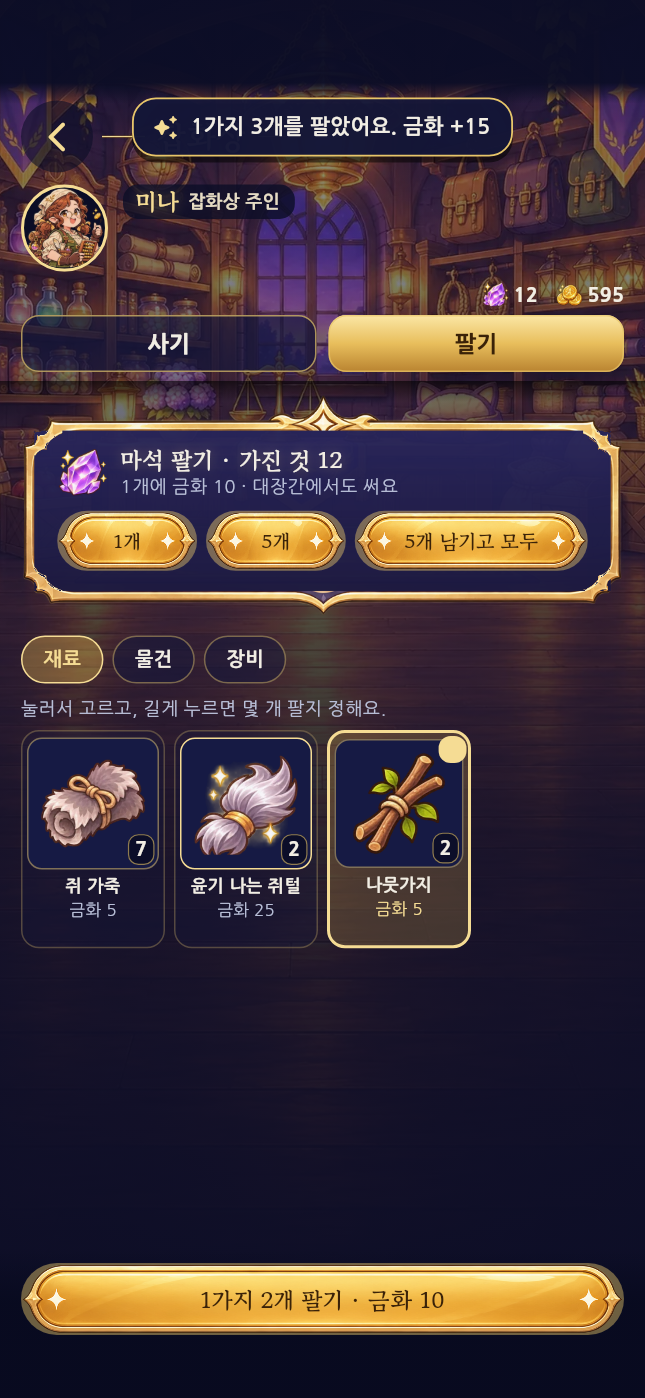 1가지 3개를 팔았어요. 금화 +15
미나 잡화상 주인
12 595
사기 팔기
마석 팔기 · 가진 것 12
1개에 금화 10 · 대장간에서도 써요
1개 5개 5개 남기고 모두
재료 물건 장비
눌러서 고르고, 길게 누르면 몇 개 팔지 정해요.
7 2 2
쥐 가죽 윤기 나는 쥐털 나뭇가지
금화 5 금화 25 금화 5
1가지 2개 팔기 · 금화 10